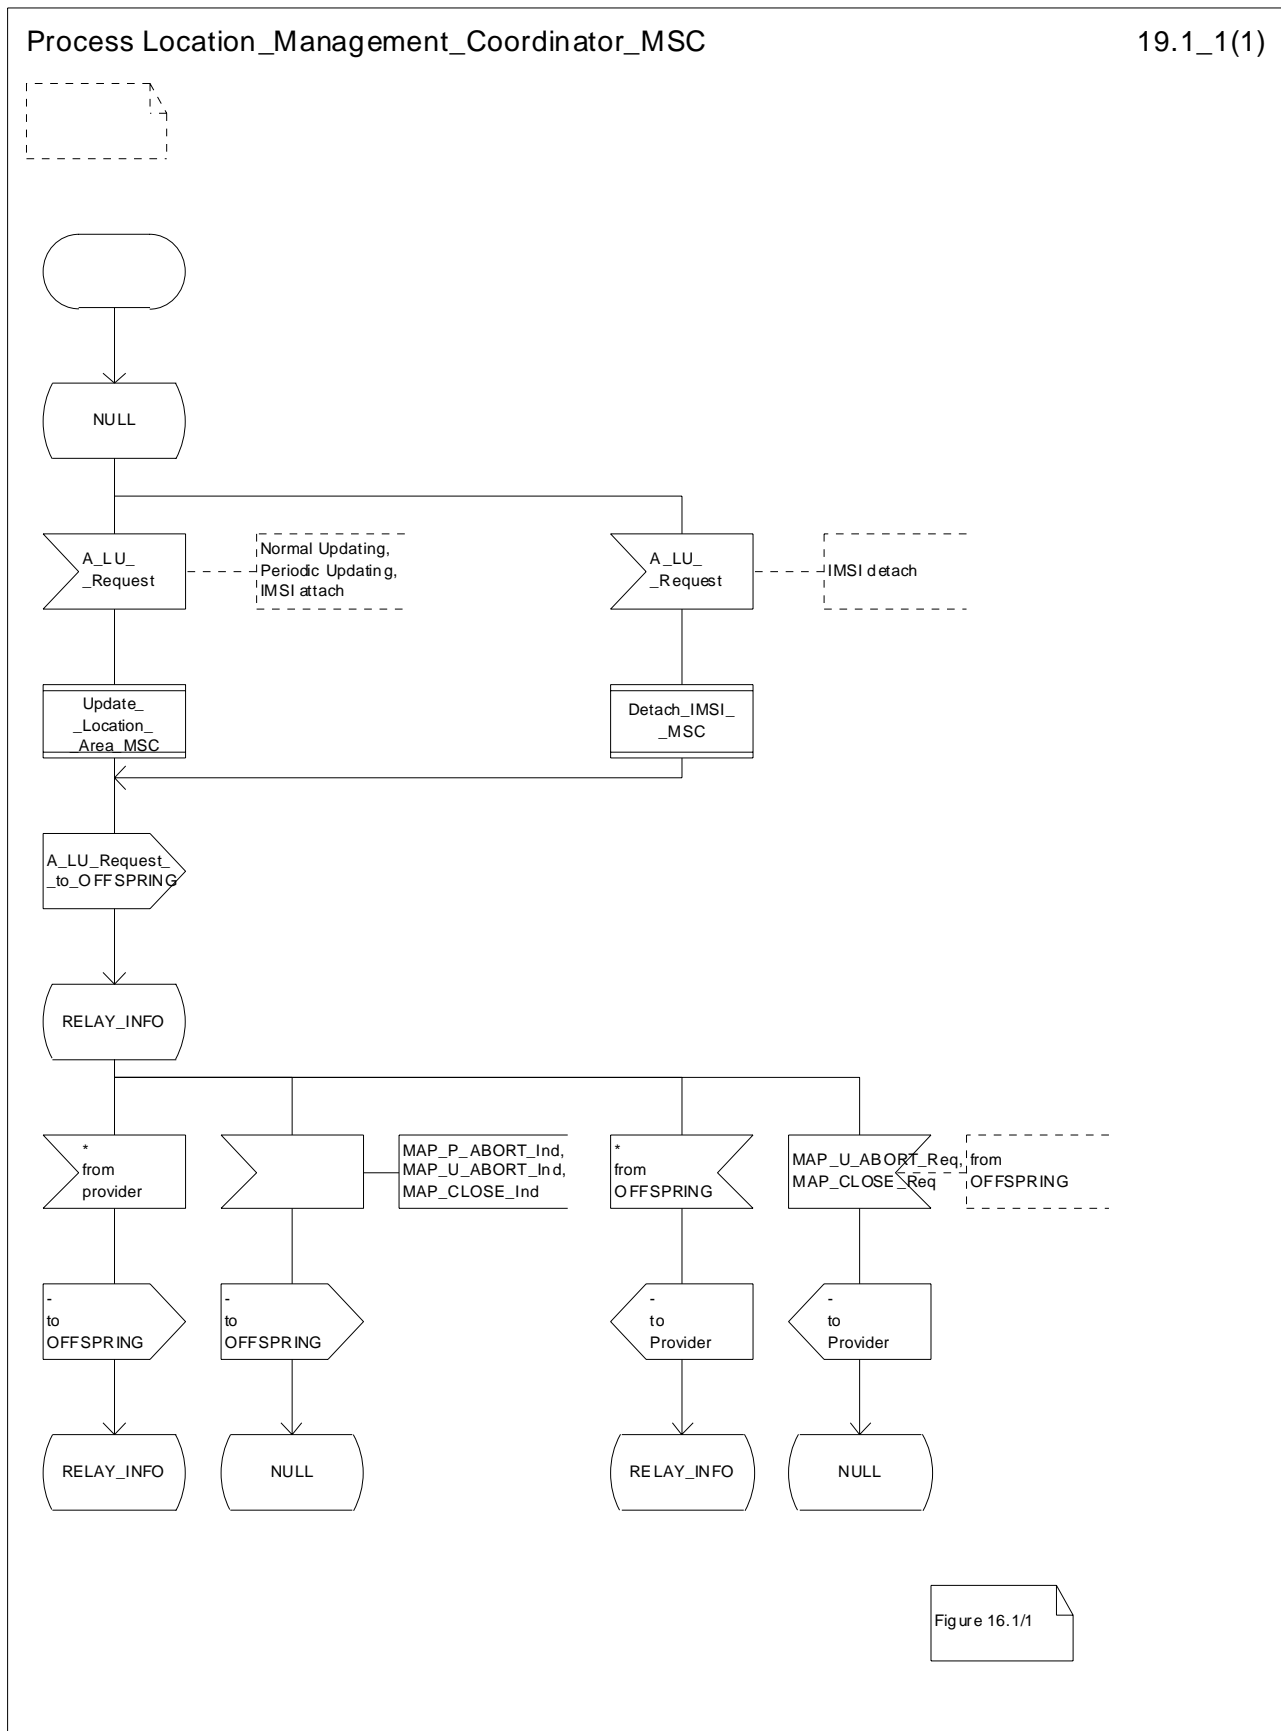 Process Location_Management_Coordinator_MSC
19.1_1(1)
NULL
A_LU_
_Request
Normal Updating,
Periodic Updating,
IMSI attach
A_LU_
_Request
IMSI detach
Update_
_Location_
_Area_MSC
Detach_IMSI_
_MSC
A_LU_Request_
_to_OFFSPRING
RELAY_INFO
*
from
provider
MAP_P_ABORT_Ind,
MAP_U_ABORT_Ind,
MAP_CLOSE_Ind
*
from
OFFSPRING
MAP_U_ABORT_Req,
MAP_CLOSE_Req
from
OFFSPRING
-
to
OFFSPRING
-
to
OFFSPRING
-
to
Provider
-
to
Provider
RELAY_INFO
NULL
RELAY_INFO
NULL
Figure 16.1/1